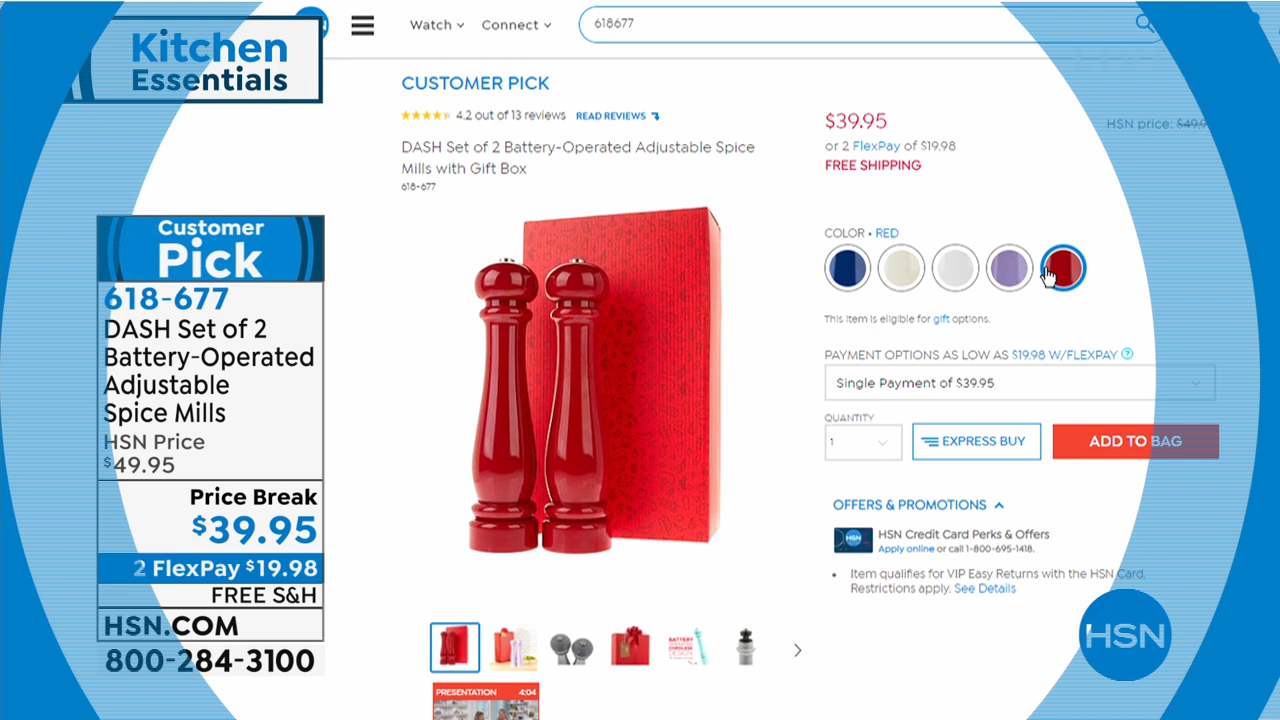 Kitchen
Essentials
Watch
Connect
618677
CUSTOMER PICK
4.2 out of 13 reviews READ REVIEWS
DASH Set of 2 Battery-Operated Adjustable Spice
Mills with Gift Box
618-677
$39.95
HSN price: $49.9
or 2 FlexPay of $19.98
FREE SHIPPING
COLOR • RED
This item is eligible for gift options.
PAYMENT OPTIONS AS LOW AS $19.98 W/FLEXPAY ?
Single Payment of $39.95
QUANTITY
1
EXPRESS BUY
ADD TO BAG
OFFERS & PROMOTIONS
HSN
HSN Credit Card Perks & Offers
Apply online or call 1-800-695-1418.
• Item qualifies for VIP Easy Returns with the HSN Card.
Restrictions apply. See Details
BATTERY
CORDLESS
DESIGN
PRESENTATION 4:04
Customer
Pick
618-677
DASH Set of 2
Battery-Operated
Adjustable
Spice Mills
HSN Price
$49.95
Price Break
$39.95
2 FlexPay $19.98
FREE S&H
HSN.COM
800-284-3100
HSN